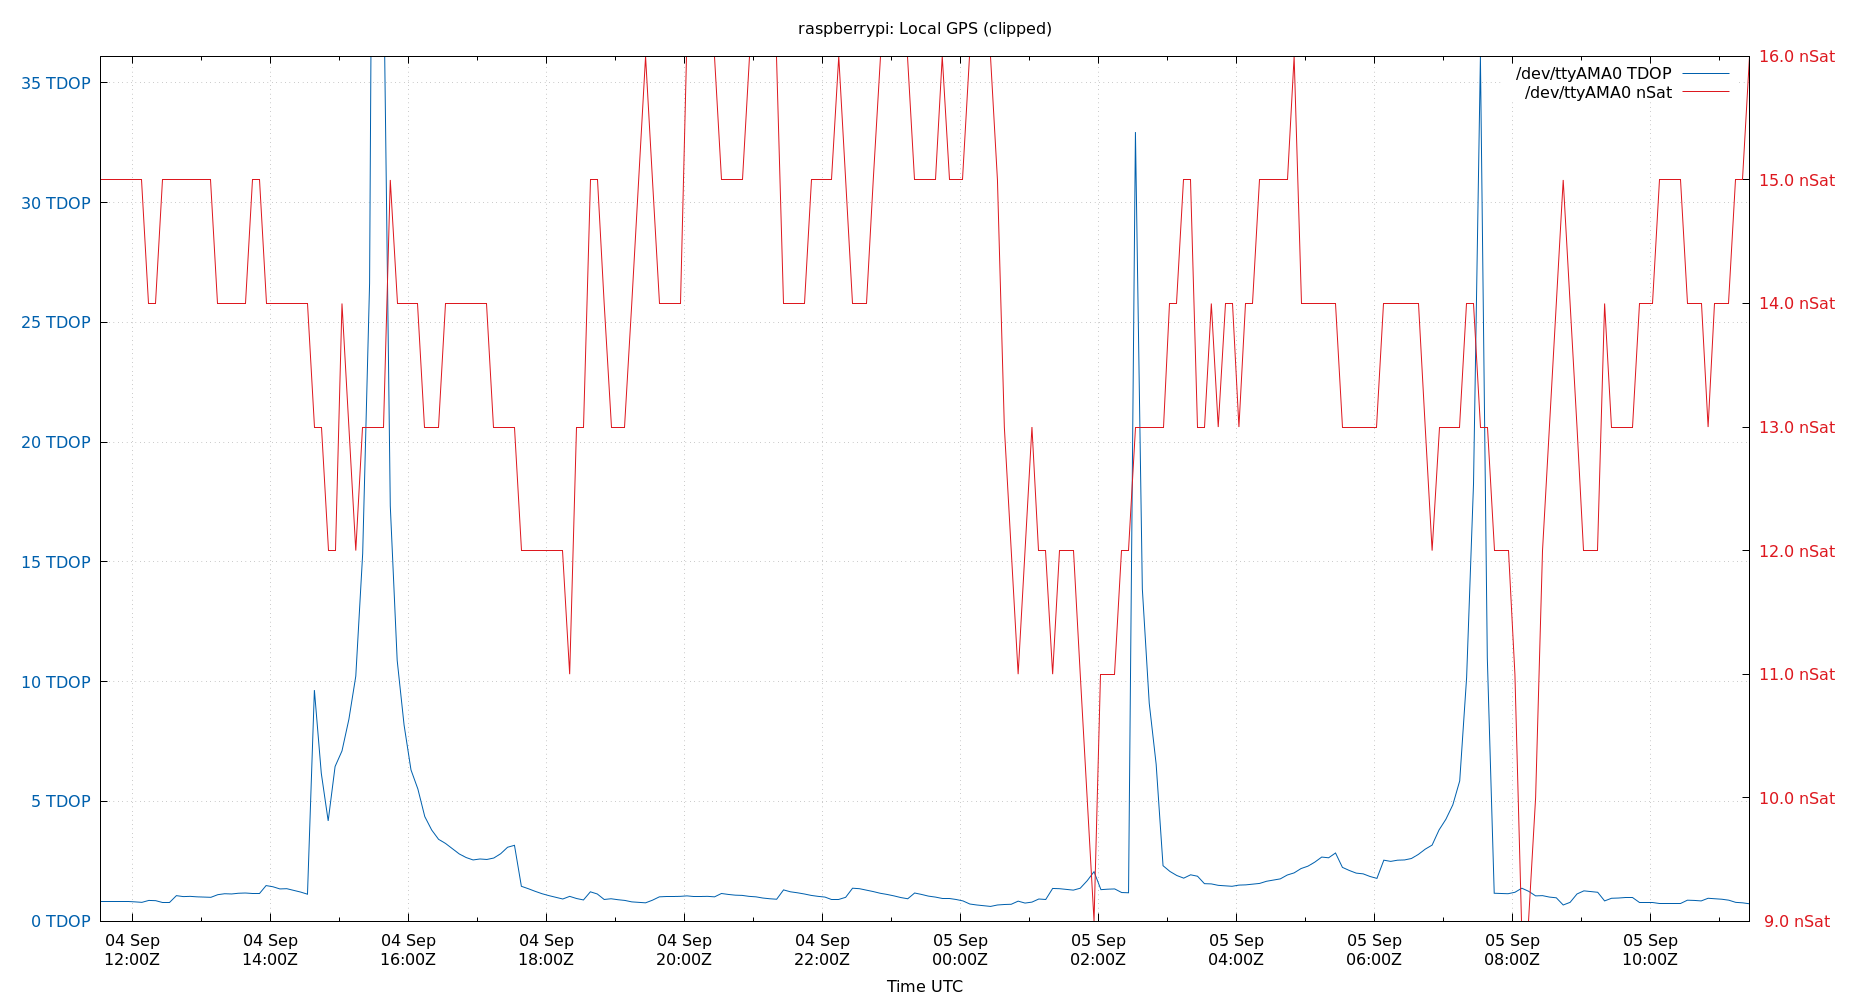 raspberrypi: Local GPS (clipped)
/dev/ttyAMA0 TDOP
/dev/ttyAMA0 nSat
35 TDOP
30 TDOP
25 TDOP
20 TDOP
15 TDOP
10 TDOP
5 TDOP
0 TDOP
16.0 nSat
15.0 nSat
14.0 nSat
13.0 nSat
12.0 nSat
11.0 nSat
10.0 nSat
9.0 nSat
04 Sep
12:00Z
04 Sep
14:00Z
04 Sep
16:00Z
04 Sep
18:00Z
04 Sep
20:00Z
04 Sep
22:00Z
05 Sep
00:00Z
05 Sep
02:00Z
05 Sep
04:00Z
05 Sep
06:00Z
05 Sep
08:00Z
05 Sep
10:00Z
Time UTC